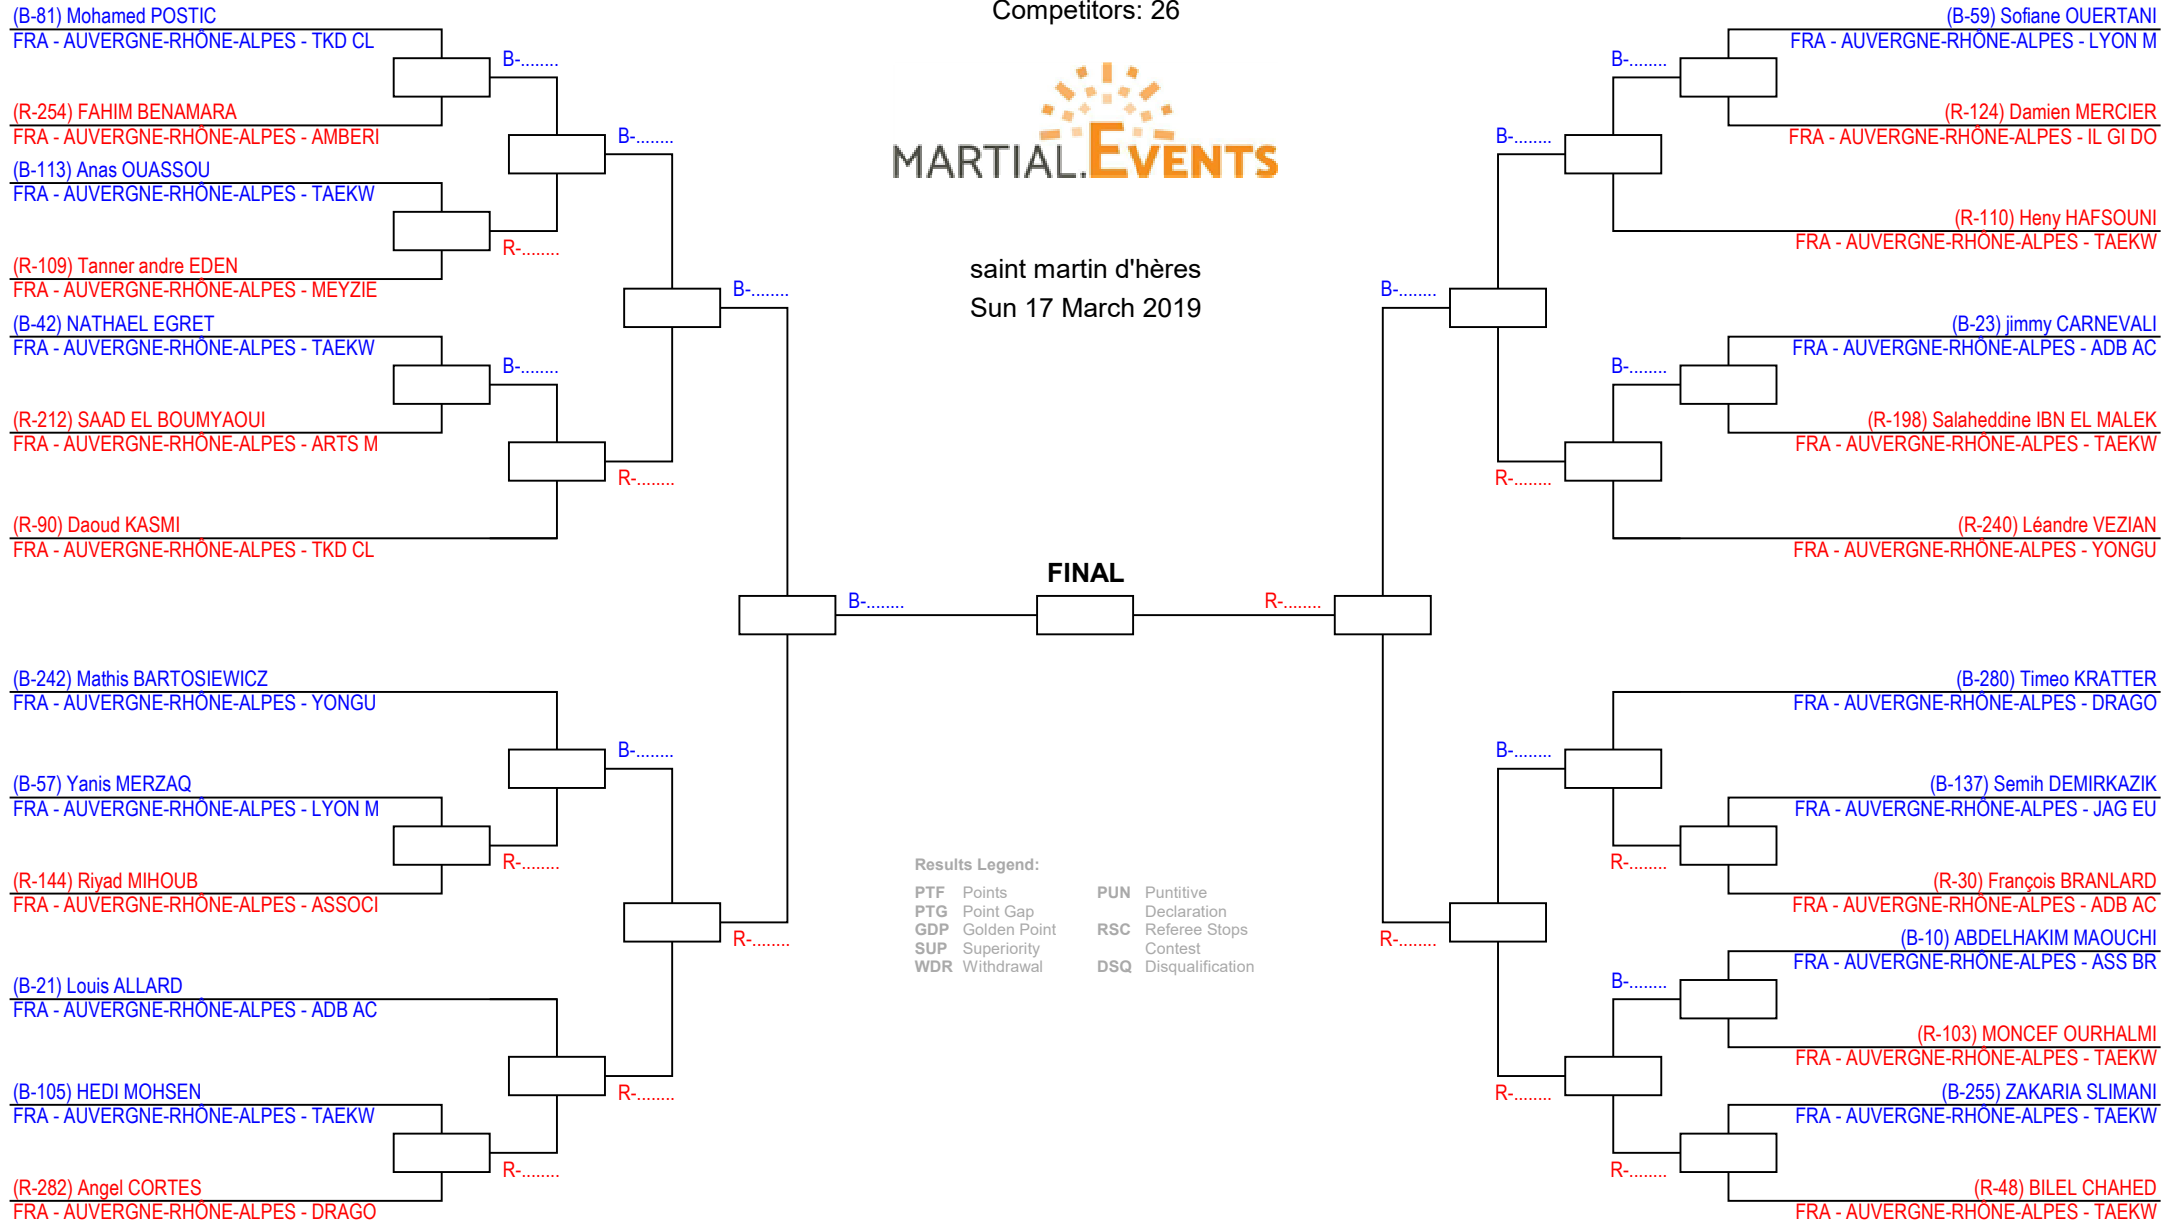 Competitors: 26
MARTIAL.EVENTS
saint martin d'hères
Sun 17 March 2019
(B-81) Mohamed POSTIC
FRA - AUVERGNE-RHÔNE-ALPES - TKD CL
B-........
(R-254) FAHIM BENAMARA
FRA - AUVERGNE-RHÔNE-ALPES - AMBERI
B-........
(B-113) Anas OUASSOU
FRA - AUVERGNE-RHÔNE-ALPES - TAEKW
R-........
(R-109) Tanner andre EDEN
FRA - AUVERGNE-RHÔNE-ALPES - MEYZIE
B-........
(B-42) NATHAEL EGRET
FRA - AUVERGNE-RHÔNE-ALPES - TAEKW
B-........
(R-212) SAAD EL BOUMYAOUI
FRA - AUVERGNE-RHÔNE-ALPES - ARTS M
R-........
(R-90) Daoud KASMI
FRA - AUVERGNE-RHÔNE-ALPES - TKD CL
B-........
(B-242) Mathis BARTOSIEWICZ
FRA - AUVERGNE-RHÔNE-ALPES - YONGU
B-........
(B-57) Yanis MERZAQ
FRA - AUVERGNE-RHÔNE-ALPES - LYON M
R-........
(R-144) Riyad MIHOUB
FRA - AUVERGNE-RHÔNE-ALPES - ASSOCI
R-........
(B-21) Louis ALLARD
FRA - AUVERGNE-RHÔNE-ALPES - ADB AC
R-........
(B-105) HEDI MOHSEN
FRA - AUVERGNE-RHÔNE-ALPES - TAEKW
R-........
(R-282) Angel CORTES
FRA - AUVERGNE-RHÔNE-ALPES - DRAGO
FINAL
Results Legend:
PTF Points
PTG Point Gap
GDP Golden Point
SUP Superiority
WDR Withdrawal
PUN Puntitive
Declaration
RSC Referee Stops
Contest
DSQ Disqualification
(B-59) Sofiane OUERTANI
FRA - AUVERGNE-RHÔNE-ALPES - LYON M
B-........
(R-124) Damien MERCIER
FRA - AUVERGNE-RHÔNE-ALPES - IL GI DO
B-........
(R-110) Heny HAFSOUNI
FRA - AUVERGNE-RHÔNE-ALPES - TAEKW
B-........
(B-23) jimmy CARNEVALI
FRA - AUVERGNE-RHÔNE-ALPES - ADB AC
B-........
(R-198) Salaheddine IBN EL MALEK
FRA - AUVERGNE-RHÔNE-ALPES - TAEKW
R-........
(R-240) Léandre VEZIAN
FRA - AUVERGNE-RHÔNE-ALPES - YONGU
R-........
(B-280) Timeo KRATTER
FRA - AUVERGNE-RHÔNE-ALPES - DRAGO
B-........
(B-137) Semih DEMIRKAZIK
FRA - AUVERGNE-RHÔNE-ALPES - JAG EU
R-........
(R-30) François BRANLARD
FRA - AUVERGNE-RHÔNE-ALPES - ADB AC
R-........
(B-10) ABDELHAKIM MAOUCHI
FRA - AUVERGNE-RHÔNE-ALPES - ASS BR
B-........
(R-103) MONCEF OURHALMI
FRA - AUVERGNE-RHÔNE-ALPES - TAEKW
R-........
(B-255) ZAKARIA SLIMANI
FRA - AUVERGNE-RHÔNE-ALPES - TAEKW
R-........
(R-48) BILEL CHAHED
FRA - AUVERGNE-RHÔNE-ALPES - TAEKW